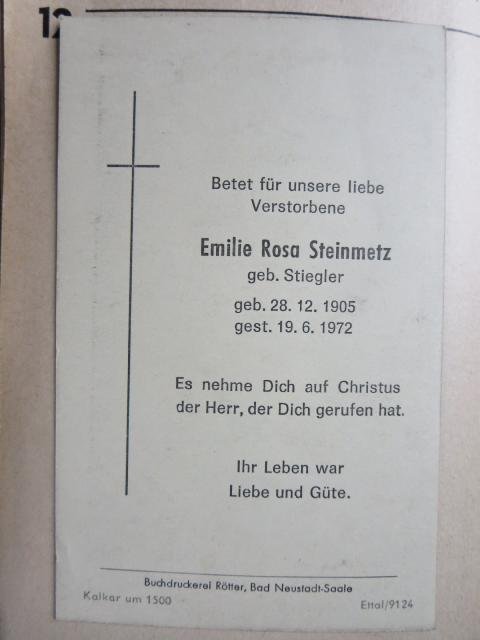 12
Betet für unsere liebe
Verstorbene
Emilie Rosa Steinmetz
geb. Stiegler
geb. 28. 12. 1905
gest. 19. 6. 1972
Es nehme Dich auf Christus
der Herr, der Dich gerufen hat.
Ihr Leben war
Liebe und Güte.
Buchdruckerei Rötter, Bad Neustadt-Saale
Kalkar um 1500
Ettal/9124